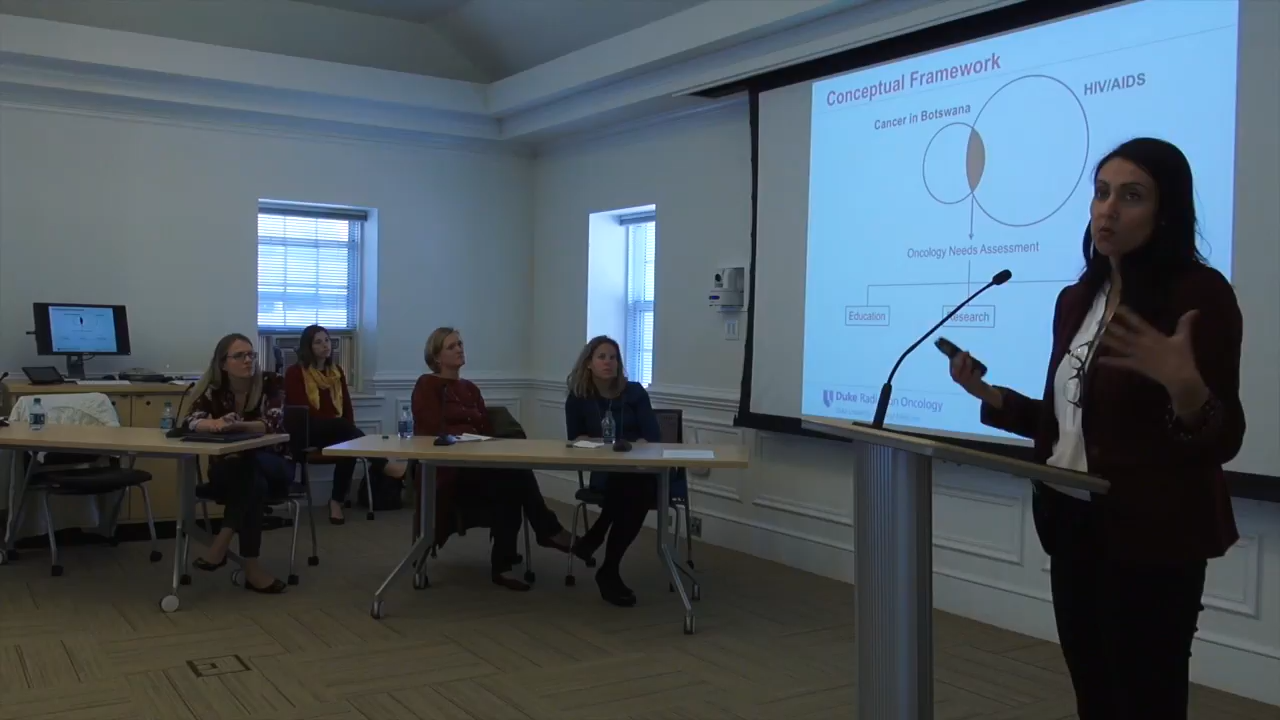 Conceptual Framework
HIV/AIDS
Cancer in Botswana
Oncology Needs Assessment
Education
Research
Duke Oncology